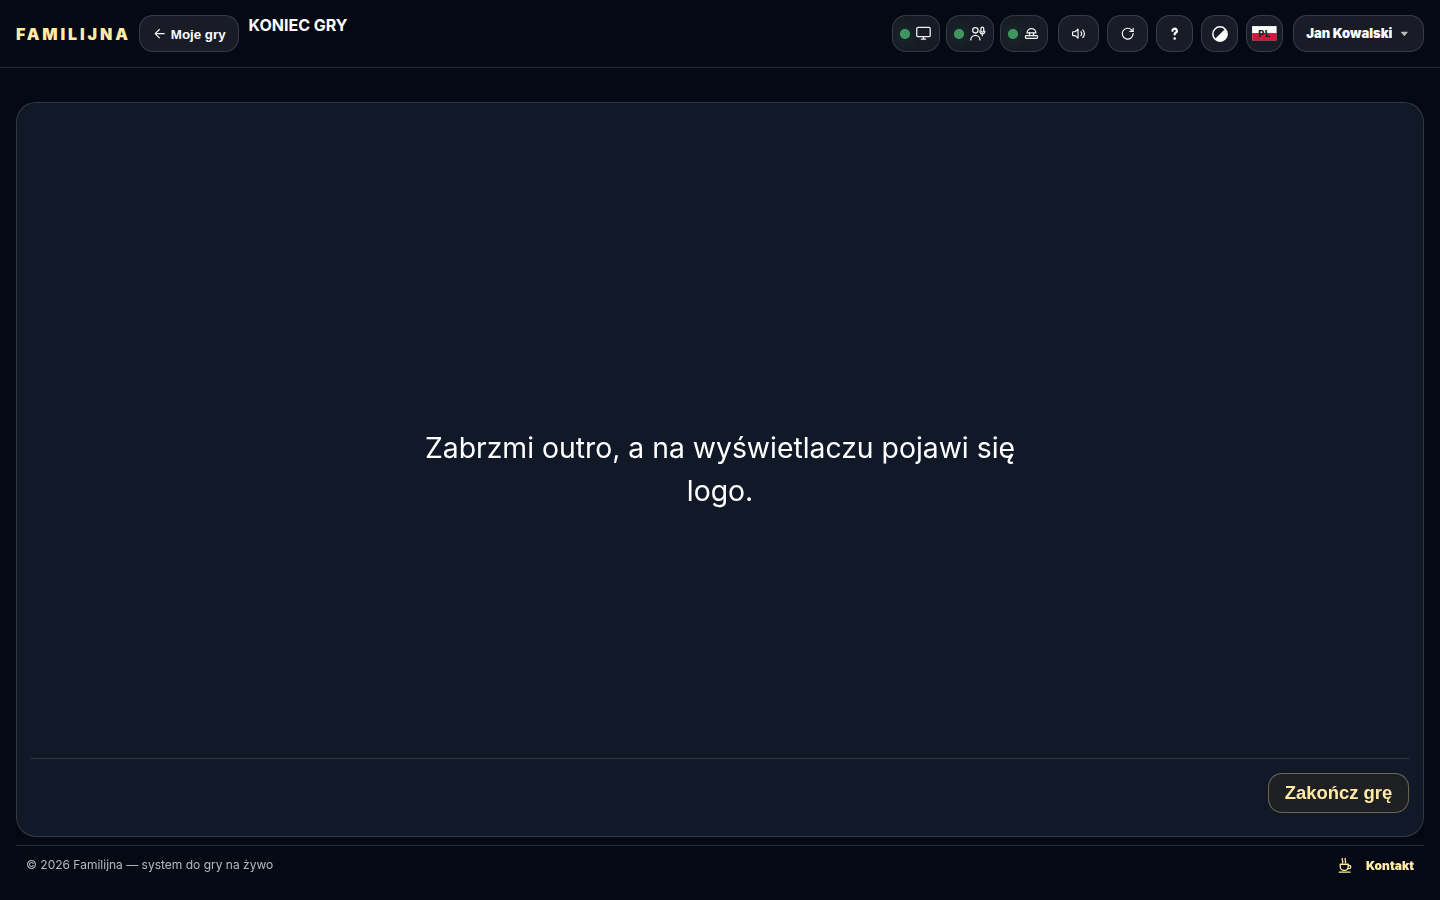 FAMILIJNA
Moje gry
KONIEC GRY
PL
Jan Kowalski
Zabrzmi outro, a na wyświetlaczu pojawi się
logo.
Zakończ grę
© 2026 Familijna — system do gry na żywo
Kontakt